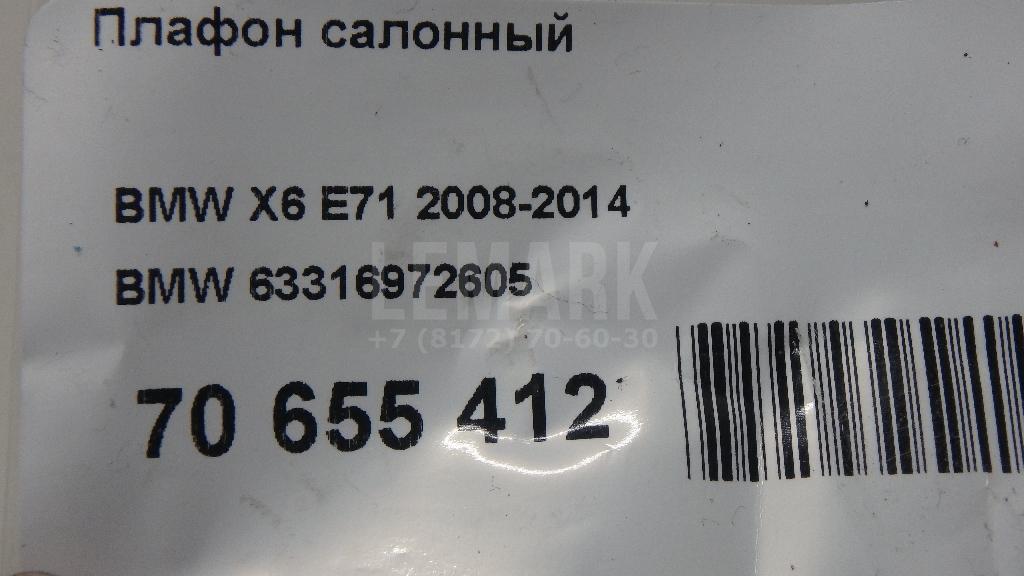 Плафон салонный
BMW X6 E71 2008-2014
BMW 63316972605
LEMARK
+7 (8172) 70-60-30
70 655 412